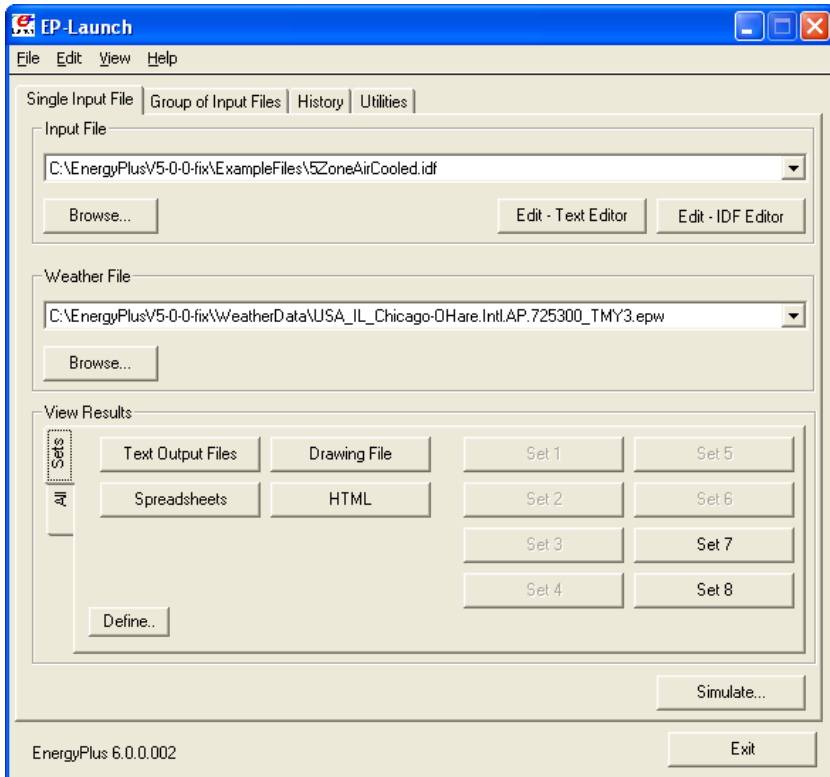 EP-Launch
File Edit View Help
Single Input File Group of Input Files History Utilities
Input File
C:\EnergyPlusV5-0-0-fix\ExampleFiles\5ZoneAirCooled.idf
Browse... Edit - Text Editor Edit - IDF Editor
Weather File
C:\EnergyPlusV5-0-0-fix\WeatherData\USA_IL_Chicago-OHare.Intl.AP.725300_TMY3.epw
Browse...
View Results
Sets
All
Text Output Files Drawing File Set 1 Set 5
Spreadsheets HTML Set 2 Set 6
Set 3 Set 7
Set 4 Set 8
Define..
Simulate...
EnergyPlus 6.0.0.002 Exit